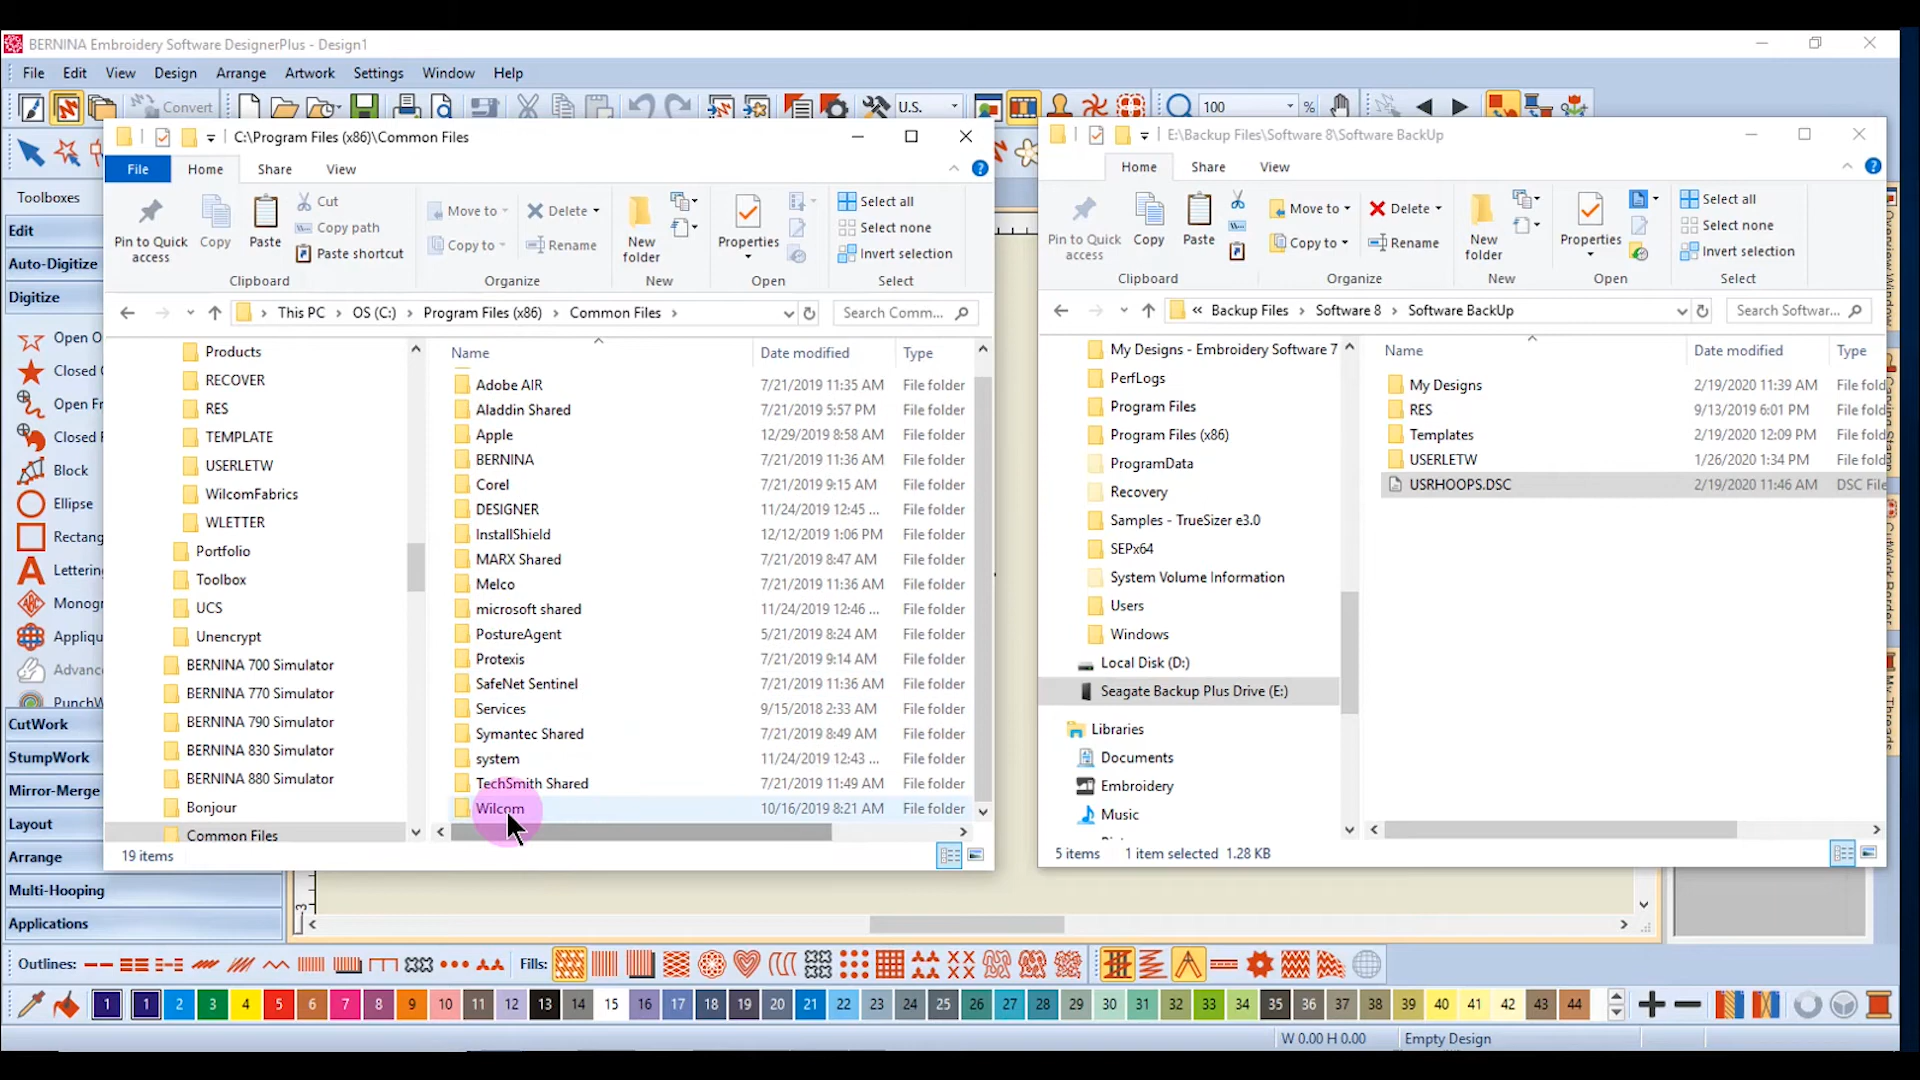 BERNINA Embroidery Software DesignerPlus - Design1
File Edit View Design Arrange Artwork Settings Window Help
Convert U.S. 100 %
Toolboxes
Edit
Auto-Digitize
Digitize
Open O
Closed
Open Fr
Closed F
Block
Ellipse
Rectang
Lettering
Monogr
Appliqu
Advanc
PunchW
CutWork
StumpWork
Mirror-Merge
Layout
Arrange
Multi-Hooping
Applications
C:\Program Files (x86)\Common Files
File Home Share View
Pin to Quick access
Copy
Paste
Cut
Copy path
Paste shortcut
Clipboard
Move to
Copy to
Delete
Rename
Organize
New folder
New
Properties
Open
Select all
Select none
Invert selection
Select
This PC > OS (C:) > Program Files (x86) > Common Files >
Search Comm...
Products
RECOVER
RES
TEMPLATE
USERLETW
WilcomFabrics
WLETTER
Portfolio
Toolbox
UCS
Unencrypt
BERNINA 700 Simulator
BERNINA 770 Simulator
BERNINA 790 Simulator
BERNINA 830 Simulator
BERNINA 880 Simulator
Bonjour
Common Files
Name Date modified Type
Adobe AIR 7/21/2019 11:35 AM File folder
Aladdin Shared 7/21/2019 5:57 PM File folder
Apple 12/29/2019 8:58 AM File folder
BERNINA 7/21/2019 11:36 AM File folder
Corel 7/21/2019 9:15 AM File folder
DESIGNER 11/24/2019 12:45 ... File folder
InstallShield 12/12/2019 1:06 PM File folder
MARX Shared 7/21/2019 8:47 AM File folder
Melco 7/21/2019 11:36 AM File folder
microsoft shared 11/24/2019 12:46 ... File folder
PostureAgent 5/21/2019 8:24 AM File folder
Protexis 7/21/2019 9:14 AM File folder
SafeNet Sentinel 7/21/2019 11:36 AM File folder
Services 9/15/2018 2:33 AM File folder
Symantec Shared 7/21/2019 8:49 AM File folder
system 11/24/2019 12:43 ... File folder
TechSmith Shared 7/21/2019 11:49 AM File folder
Wilcom 10/16/2019 8:21 AM File folder
19 items
E:\Backup Files\Software 8\Software BackUp
Home Share View
Pin to Quick access
Copy
Paste
Clipboard
Move to
Copy to
Delete
Rename
Organize
New folder
New
Properties
Open
Select all
Select none
Invert selection
Select
« Backup Files > Software 8 > Software BackUp
Search Softwar...
My Designs - Embroidery Software 7
PerfLogs
Program Files
Program Files (x86)
ProgramData
Recovery
Samples - TrueSizer e3.0
SEPx64
System Volume Information
Users
Windows
Local Disk (D:)
Seagate Backup Plus Drive (E:)
Libraries
Documents
Embroidery
Music
Name Date modified Type
My Designs 2/19/2020 11:39 AM File fold
RES 9/13/2019 6:01 PM File fold
Templates 2/19/2020 12:09 PM File fold
USERLETW 1/26/2020 1:34 PM File fold
USRHOOPS.DSC 2/19/2020 11:46 AM DSC File
5 items 1 item selected 1.28 KB
Outlines:
Fills:
1 1 2 3 4 5 6 7 8 9 10 11 12 13 14 15 16 17 18 19 20 21 22 23 24 25 26 27 28 29 30 31 32 33 34 35 36 37 38 39 40 41 42 43 44
W 0.00 H 0.00 Empty Design